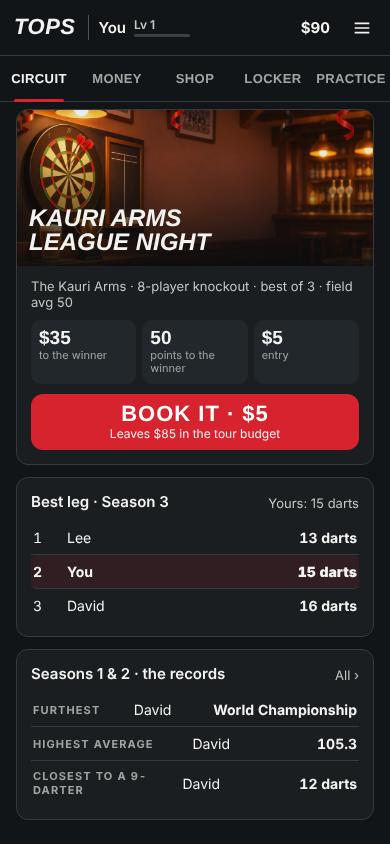 TOPS You Lv 1 $90
CIRCUIT MONEY SHOP LOCKER PRACTICE
KAURI ARMS
LEAGUE NIGHT
The Kauri Arms · 8-player knockout · best of 3 · field
avg 50
$35 50 $5
to the winner points to the entry
winner
BOOK IT · $5
Leaves $85 in the tour budget
Best leg · Season 3 Yours: 15 darts
1 Lee 13 darts
2 You 15 darts
3 David 16 darts
Seasons 1 & 2 · the records All ›
FURTHEST David World Championship
HIGHEST AVERAGE David 105.3
CLOSEST TO A 9-
DARTER David 12 darts